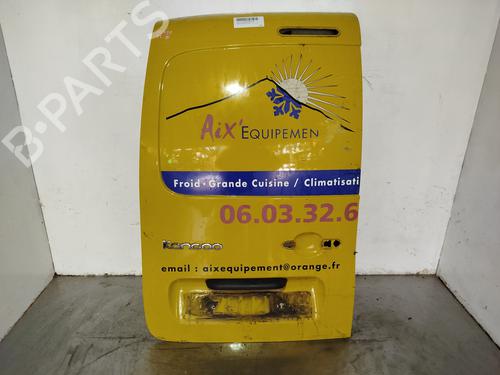 Aix'EQUIPEMEN
Froid · Grande Cuisine / Climatisati
06.03.32.6
KANGOO
email : aixequipement@orange.fr
B-PARTS